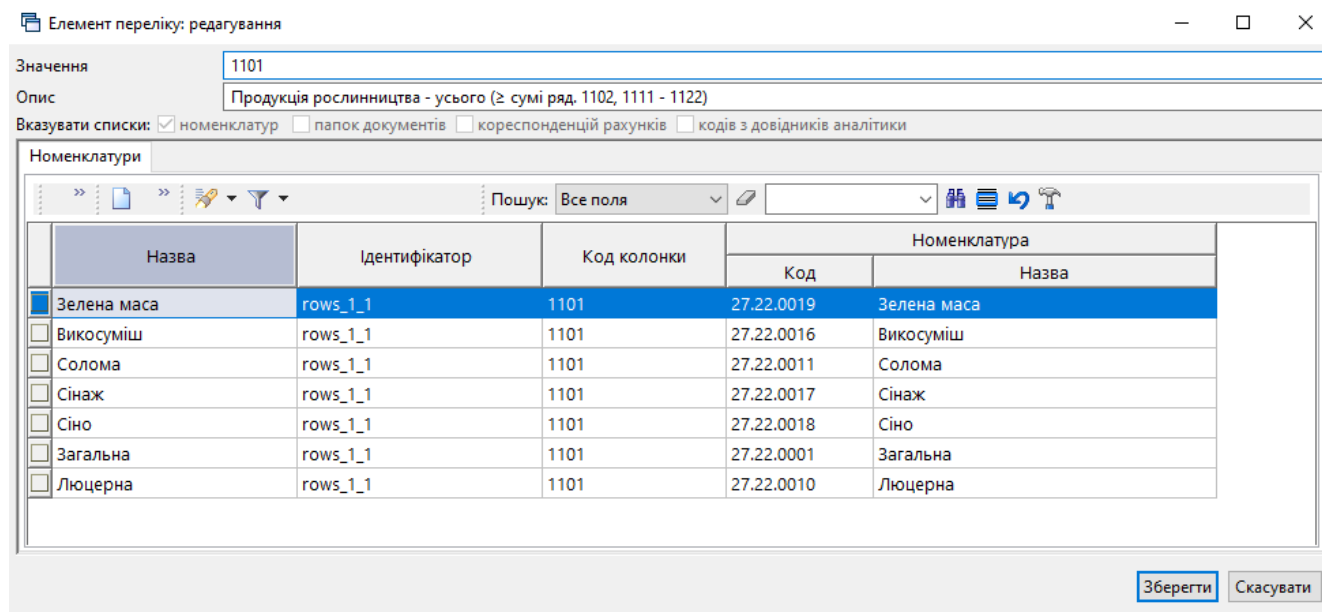 Елемент переліку: редагування
Значення 1101
Опис Продукція рослинництва - усього (≥ сумі ряд. 1102, 1111 - 1122)
Вказувати списки: номенклатур папок документів кореспонденцій рахунків кодів з довідників аналітики
Номенклатури
Пошук: Все поля
Назва Ідентифікатор Код колонки Номенклатура
Код Назва
Зелена маса rows_1_1 1101 27.22.0019 Зелена маса
Викосуміш rows_1_1 1101 27.22.0016 Викосуміш
Солома rows_1_1 1101 27.22.0011 Солома
Сінаж rows_1_1 1101 27.22.0017 Сінаж
Сіно rows_1_1 1101 27.22.0018 Сіно
Загальна rows_1_1 1101 27.22.0001 Загальна
Люцерна rows_1_1 1101 27.22.0010 Люцерна
Зберегти Скасувати